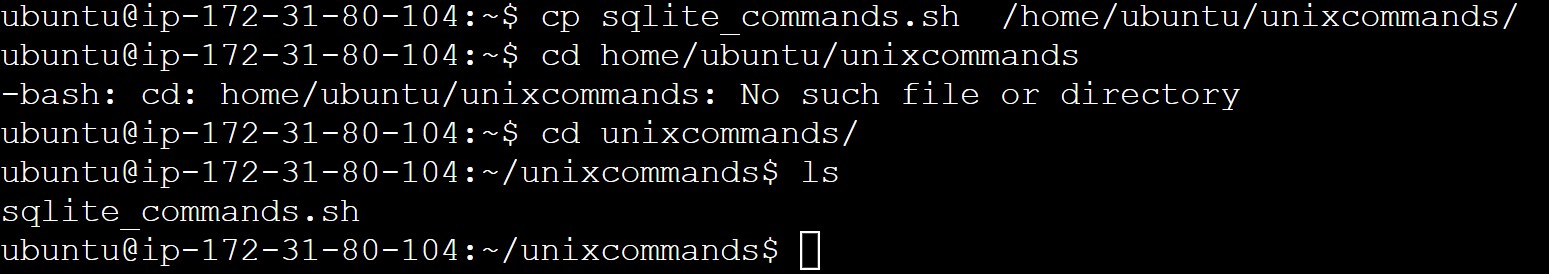 ubuntu@ip-172-31-80-104:~$ cp sqlite_commands.sh  /home/ubuntu/unixcommands/
ubuntu@ip-172-31-80-104:~$ cd home/ubuntu/unixcommands
-bash: cd: home/ubuntu/unixcommands: No such file or directory
ubuntu@ip-172-31-80-104:~$ cd unixcommands/
ubuntu@ip-172-31-80-104:~/unixcommands$ ls
sqlite_commands.sh
ubuntu@ip-172-31-80-104:~/unixcommands$